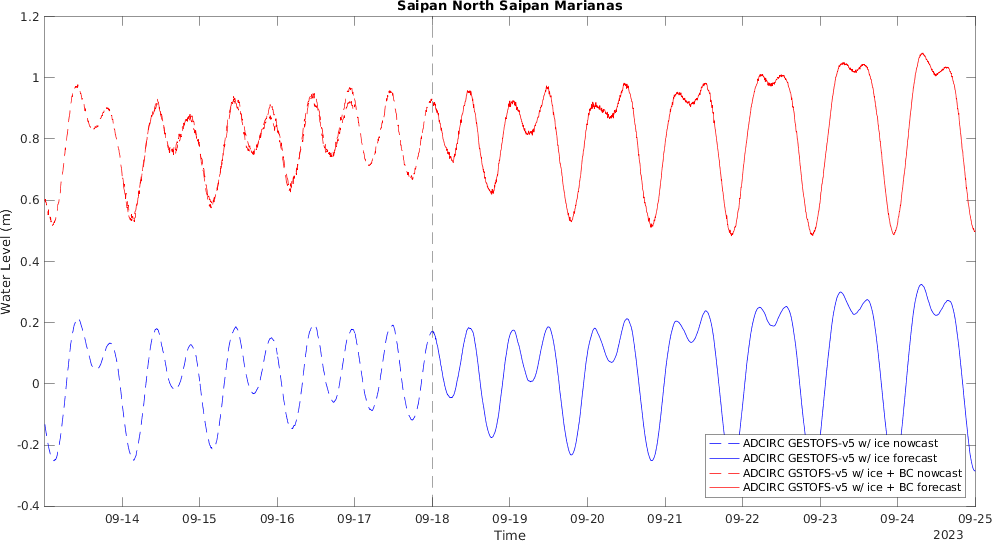 Saipan North Saipan Marianas
1.2
1
0.8
0.6
0.4
0.2
0
-0.2
-0.4
Water Level (m)
ADCIRC GESTOFS-v5 w/ ice nowcast
ADCIRC GESTOFS-v5 w/ ice forecast
ADCIRC GSTOFS-v5 w/ ice + BC nowcast
ADCIRC GSTOFS-v5 w/ ice + BC forecast
09-14 09-15 09-16 09-17 09-18 09-19 09-20 09-21 09-22 09-23 09-24 09-25
Time
2023